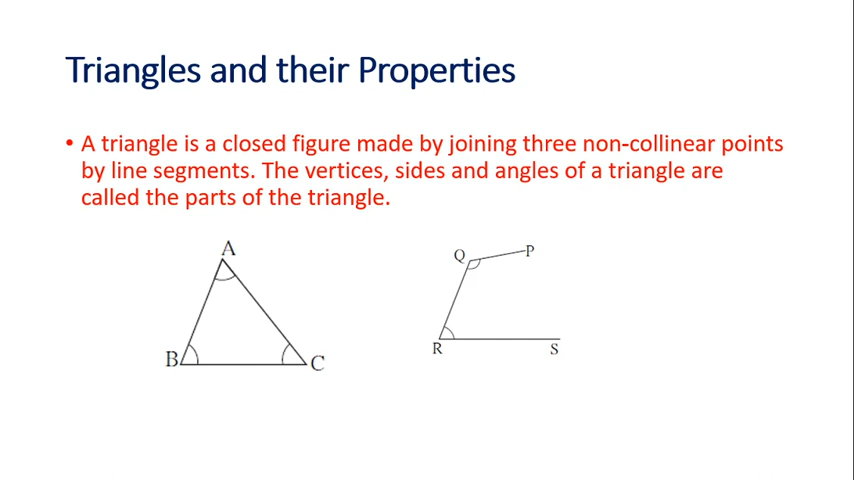 Triangles and their Properties
• A triangle is a closed figure made by joining three non-collinear points
by line segments. The vertices, sides and angles of a triangle are
called the parts of the triangle.
A
B
C
Q
P
R
S